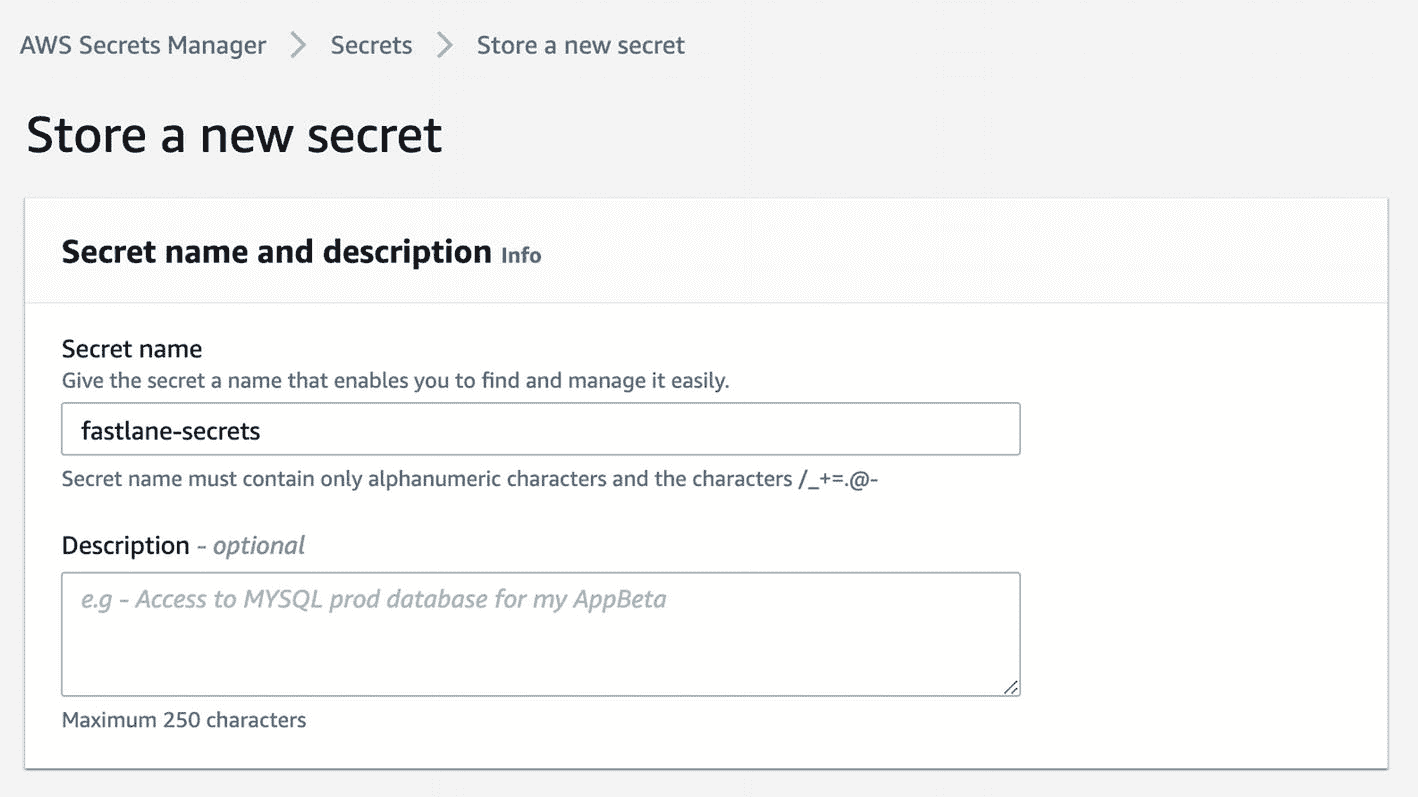 AWS Secrets Manager > Secrets > Store a new secret
Store a new secret
Secret name and description Info
Secret name
Give the secret a name that enables you to find and manage it easily.
fastlane-secrets
Secret name must contain only alphanumeric characters and the characters /_+=.@-
Description - optional
e.g - Access to MYSQL prod database for my AppBeta
Maximum 250 characters